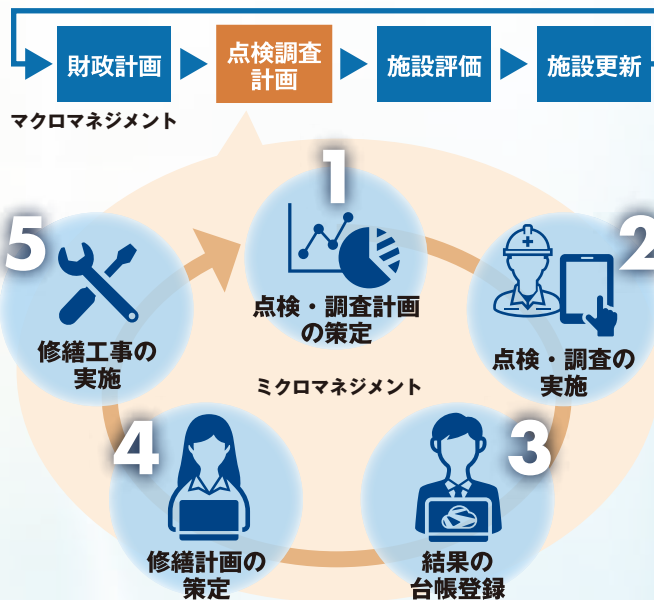 財政計画
点検調査
計画
施設評価
施設更新
マクロマネジメント
1
点検・調査計画
の策定
2
点検・調査の
実施
3
結果の
台帳登録
4
修繕計画の
策定
5
修繕工事の
実施
ミクロマネジメント